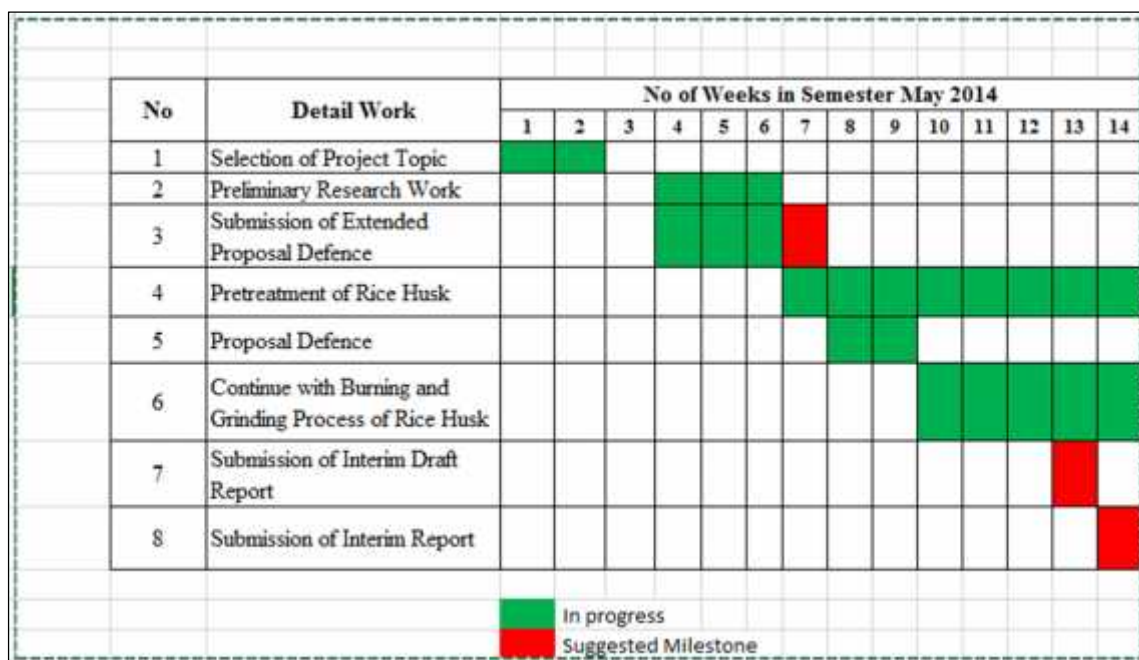 No of Weeks in Semester May 2014
No Detail Work
1 2 3 4 5 6 7 8 9 10 11 12 13 14
1 Selection of Project Topic
2 Preliminary Research Work
3 Submission of Extended
Proposal Defence
4 Pretreatment of Rice Husk
5 Proposal Defence
6 Continue with Burning and
Grinding Process of Rice Husk
7 Submission of Interim Draft
Report
8 Submission of Interim Report
In progress
Suggested Milestone